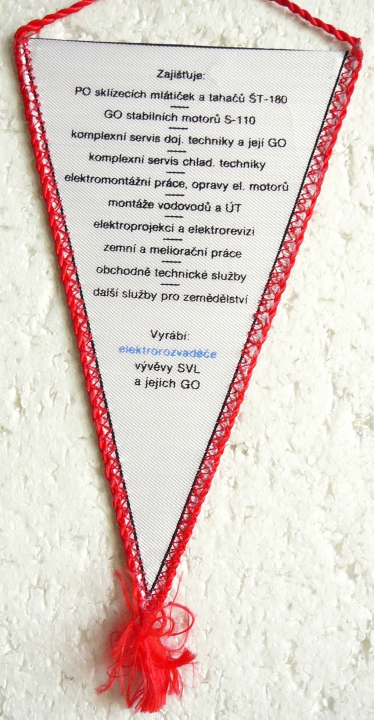 Zajišťuje:
PO sklízecích mlátiček a tahačů ŠT-180
GO stabilních motorů S-110
komplexní servis doj. techniky a její GO
komplexní servis chlad. techniky
elektromontážní práce, opravy el. motorů
montáže vodovodů a ÚT
elektroprojekci a elektrorevizi
zemní a meliorační práce
obchodně technické služby
další služby pro zemědělství
Vyrábí:
elektrorozvaděče
vývěvy SVL
a jejich GO